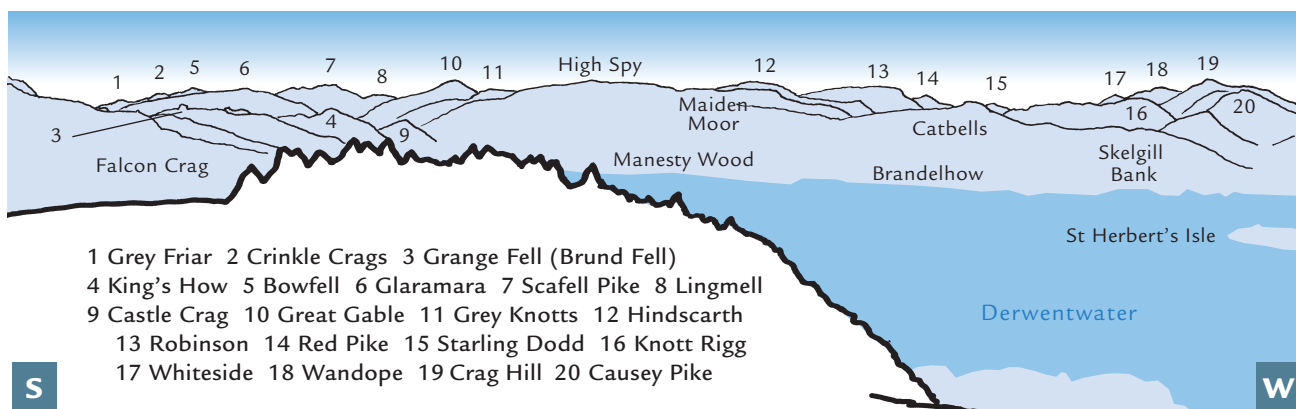 1 2 5 6 7 8 10 11 High Spy 12 13 14 15 17 18 19
3 4 9 Maiden Moor Catbells 16 20
Falcon Crag Manesty Wood Brandelhow Skelgill Bank
St Herbert's Isle
1 Grey Friar 2 Crinkle Crags 3 Grange Fell (Brund Fell)
4 King's How 5 Bowfell 6 Glaramara 7 Scafell Pike 8 Lingmell
9 Castle Crag 10 Great Gable 11 Grey Knotts 12 Hindscarth
13 Robinson 14 Red Pike 15 Starling Dodd 16 Knott Rigg
17 Whiteside 18 Wandope 19 Crag Hill 20 Causey Pike
Derwentwater
S W